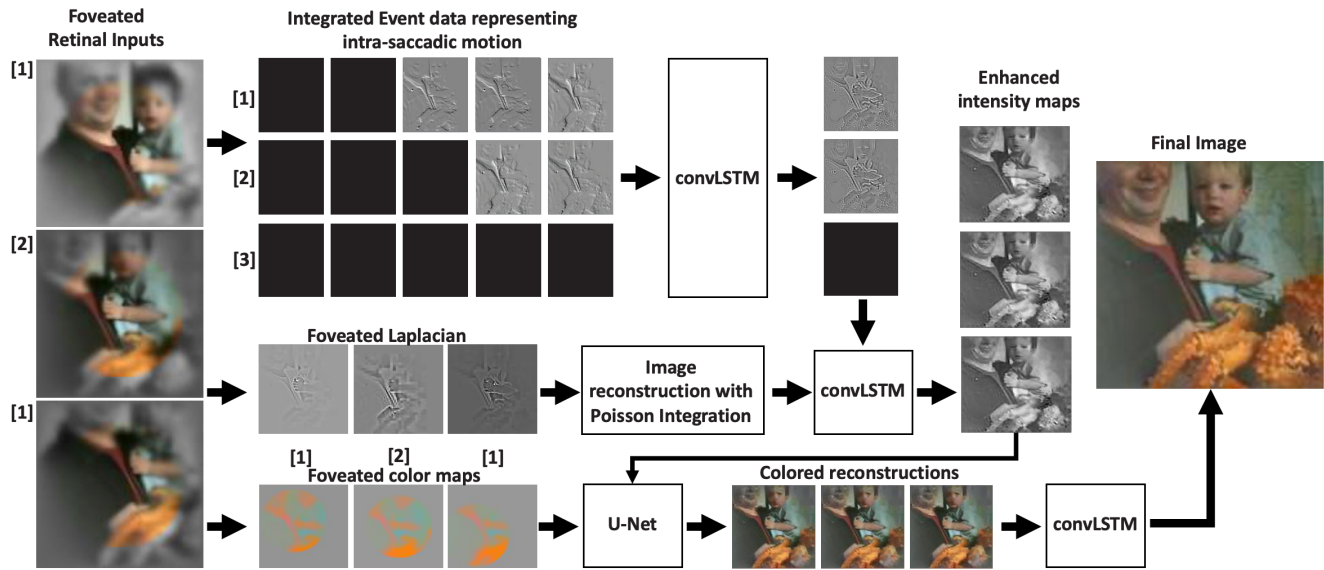 Foveated
Retinal Inputs
[1]
[2]
[1]
Integrated Event data representing
intra-saccadic motion
[1]
[2]
[3]
convLSTM
Enhanced
intensity maps
Final Image
Foveated Laplacian
Image
reconstruction with
Poisson Integration
convLSTM
[1] [2] [1]
Foveated color maps
U-Net
Colored reconstructions
convLSTM